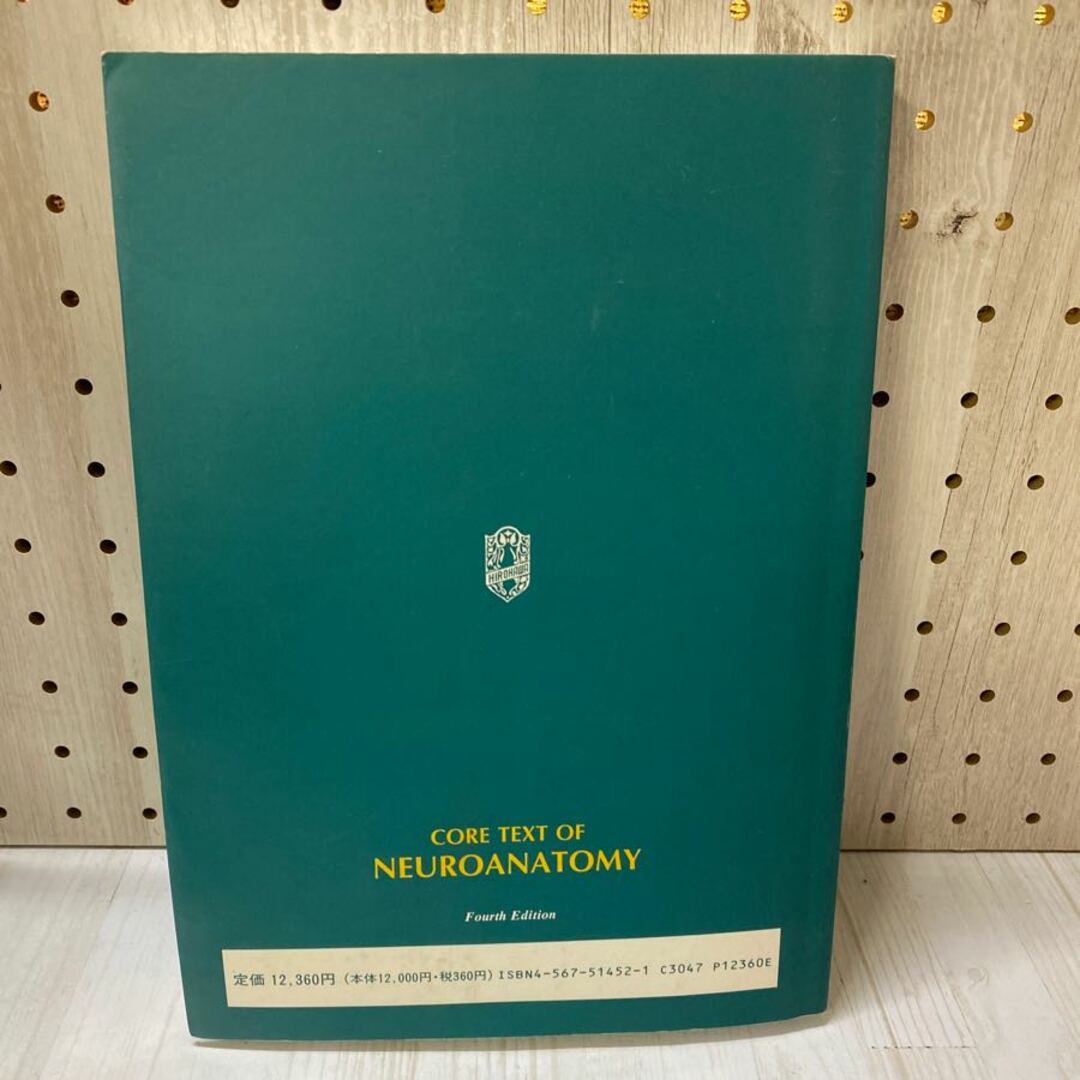 HIROKAWA
CORE TEXT OF
NEUROANATOMY
Fourth Edition
定価 12,360円 (本体12,000円・税360円) ISBN4-567-51452-1 C3047 P12360E